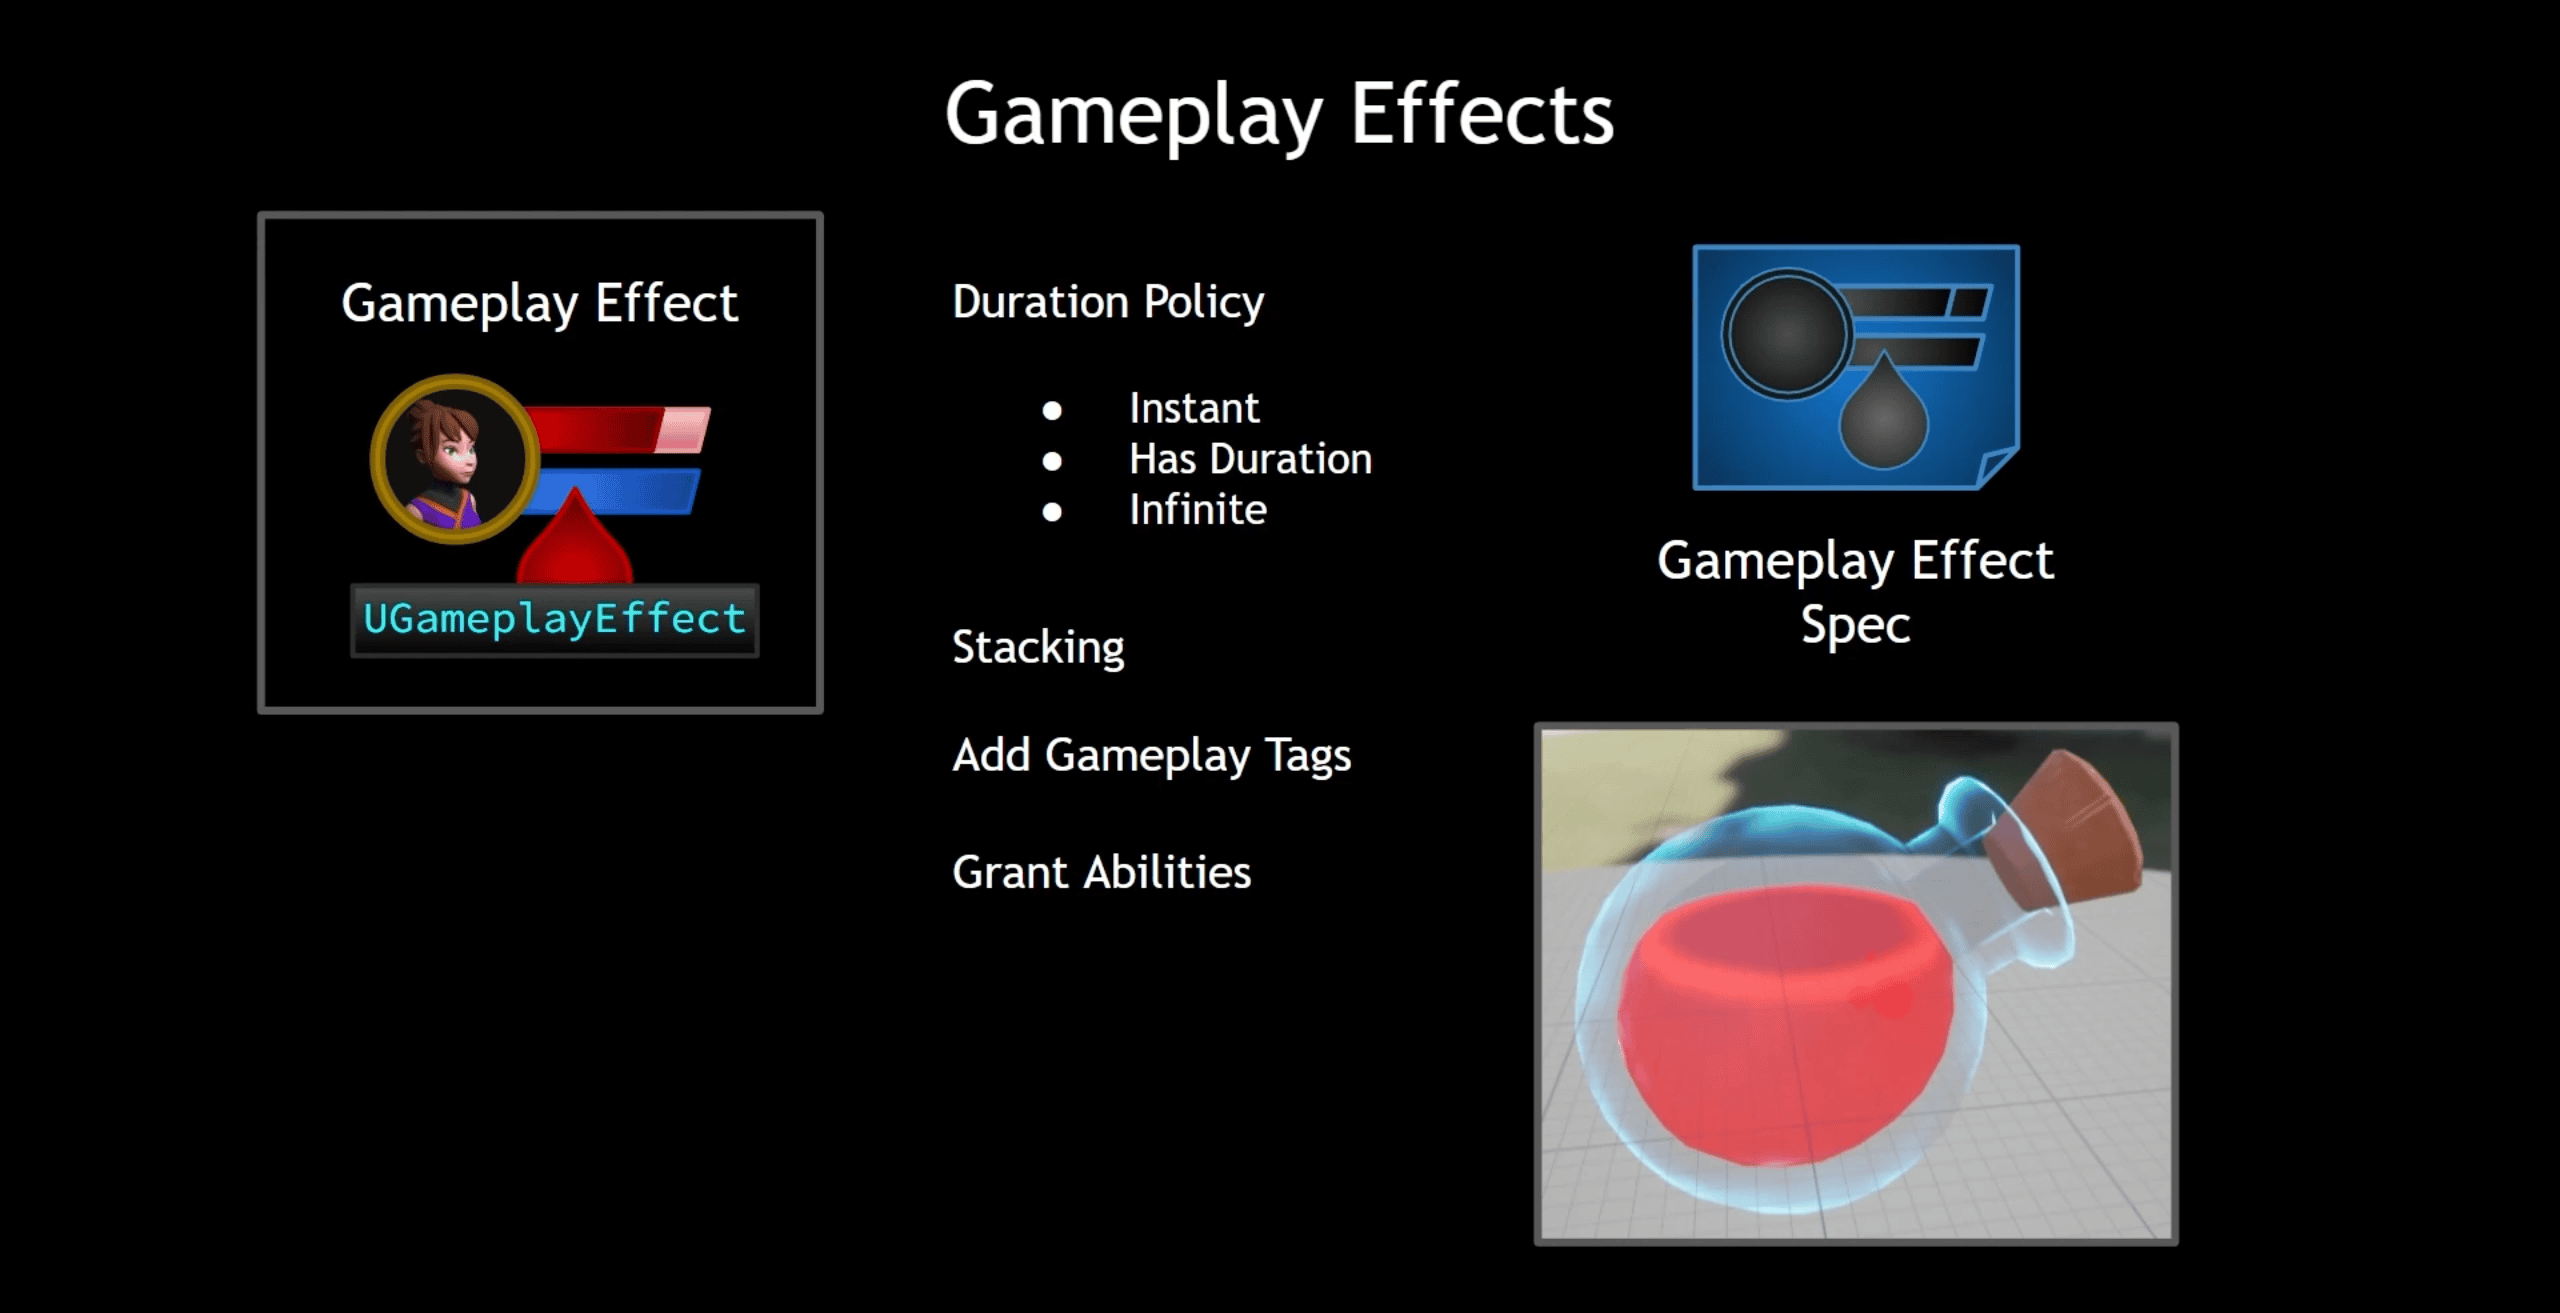 Gameplay Effects
Gameplay Effect
UGameplayEffect
Duration Policy
● Instant
● Has Duration
● Infinite
Stacking
Add Gameplay Tags
Grant Abilities
Gameplay Effect
Spec